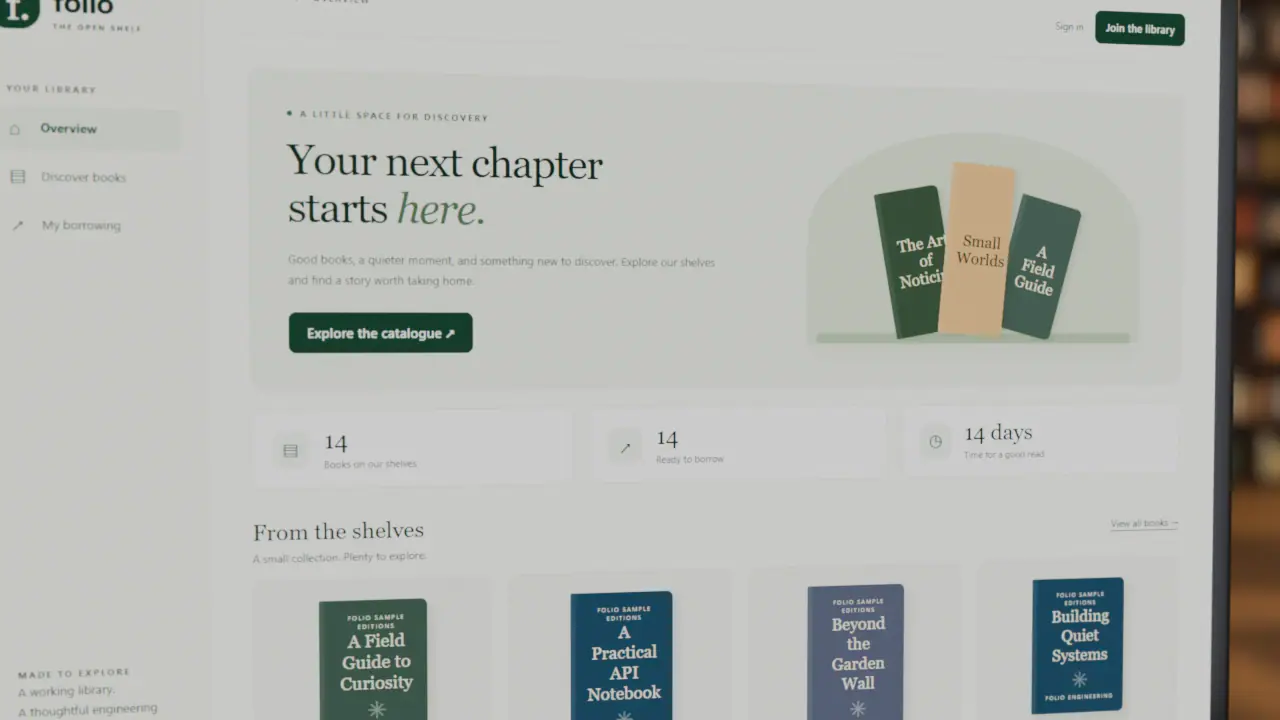 folio
THE OPEN SHELF
OVERVIEW
Sign in
Join the library
YOUR LIBRARY
Overview
Discover books
My borrowing
A LITTLE SPACE FOR DISCOVERY
Your next chapter
starts here.
Good books, a quieter moment, and something new to discover. Explore our shelves
and find a story worth taking home.
Explore the catalogue ↗
The Art
of
Noticin
Small
Worlds
A
Field
Guide
14
Books on our shelves
14
Ready to borrow
14 days
Time for a good read
From the shelves
A small collection. Plenty to explore.
View all books →
FOLIO SAMPLE
EDITIONS
A Field
Guide to
Curiosity
FOLIO SAMPLE
EDITIONS
A
Practical
API
Notebook
FOLIO SAMPLE
EDITIONS
Beyond
the
Garden
Wall
FOLIO SAMPLE
EDITIONS
Building
Quiet
Systems
FOLIO ENGINEERING
MADE TO EXPLORE
A working library.
A thoughtful engineering